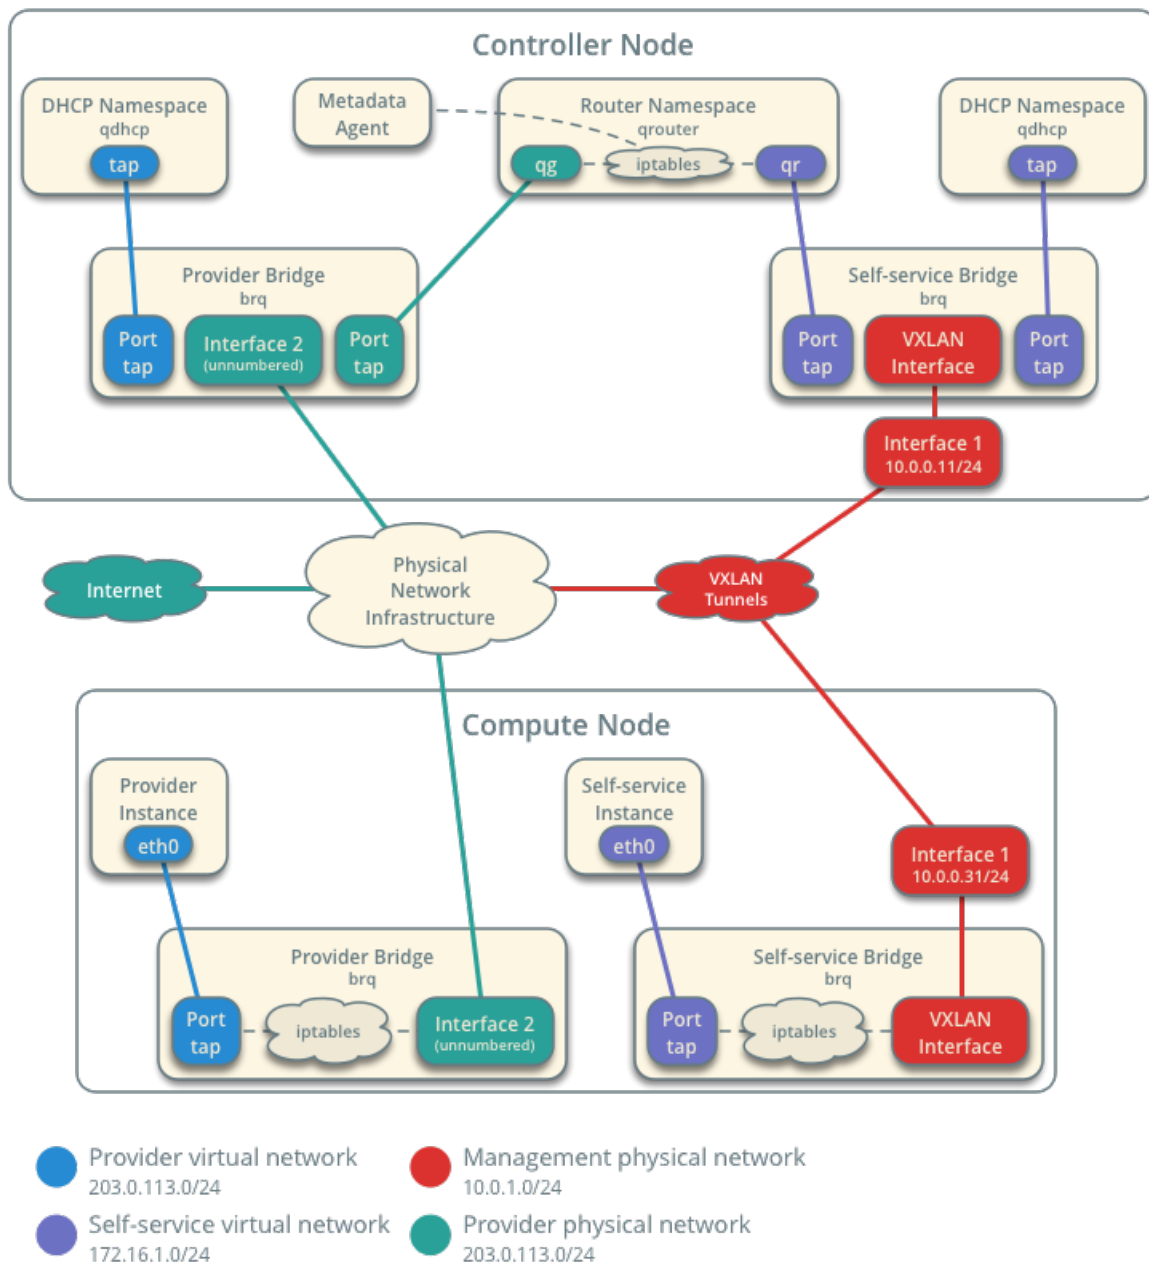 Controller Node
DHCP Namespace
qdhcp
tap
Metadada
Agent
Router Namespace
qrouter
qg
iptables
qr
DHCP Namespace
qdhcp
tap
Provider Bridge
brq
Port
tap
Interface 2
(unnumbered)
Port
tap
Self-service Bridge
brq
Port
tap
VXLAN
Interface
Port
tap
Interface 1
10.0.0.11/24
Internet
Physical
Network
Infrastructure
VXLAN
Tunnels
Compute Node
Provider
Instance
eth0
Self-service
Instance
eth0
Interface 1
10.0.0.31/24
Provider Bridge
brq
Port
tap
iptables
Interface 2
(unnumbered)
Self-service Bridge
brq
Port
tap
iptables
VXLAN
Interface
Provider virtual network
203.0.113.0/24
Management physical network
10.0.1.0/24
Self-service virtual network
172.16.1.0/24
Provider physical network
203.0.113.0/24